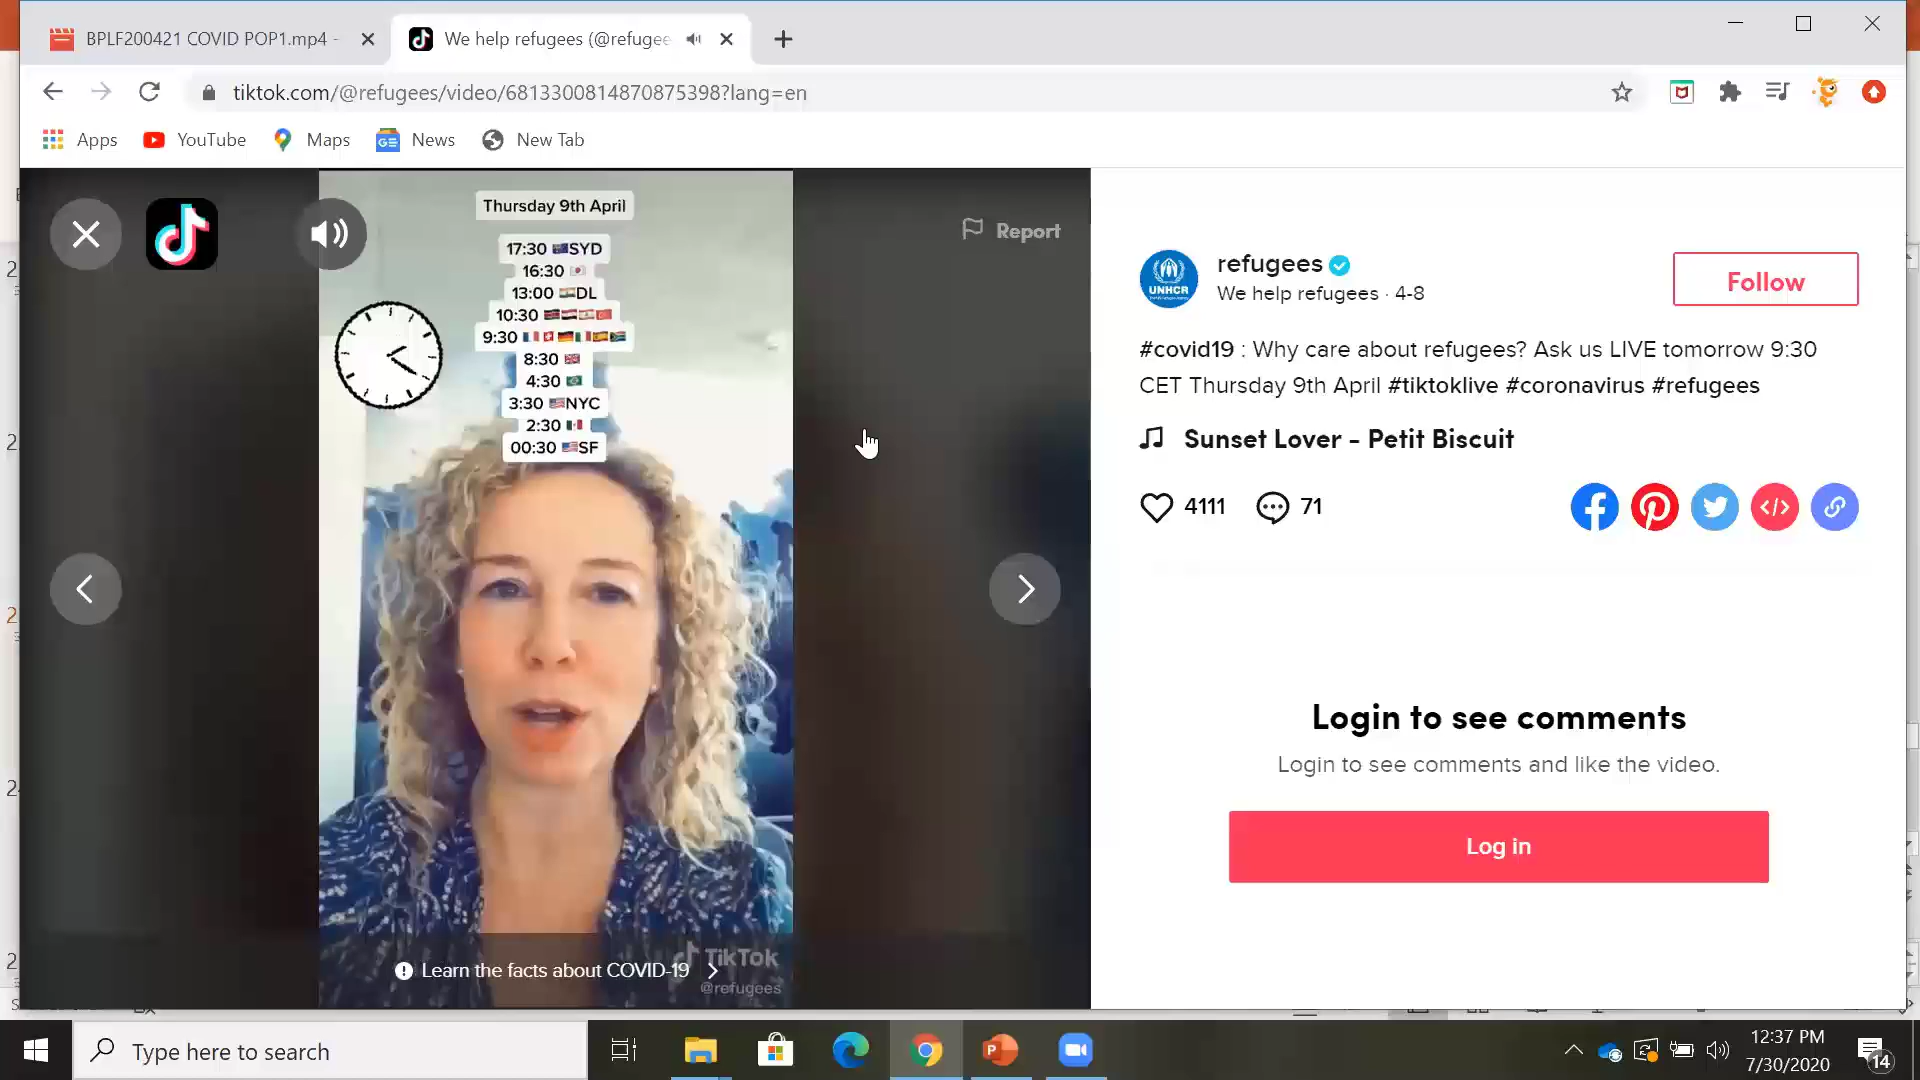 BPLF200421 COVID POP1.mp4 -
We help refugees (@refugee
tiktok.com/@refugees/video/6813300814870875398?lang=en
Apps
YouTube
Maps
News
New Tab
Thursday 9th April
17:30 SYD
16:30
13:00 DL
10:30
9:30
8:30
4:30
3:30 NYC
2:30
00:30 SF
Report
Learn the facts about COVID-19
TikTok
@refugees
UNHCR
refugees
We help refugees · 4-8
Follow
#covid19 : Why care about refugees? Ask us LIVE tomorrow 9:30
CET Thursday 9th April #tiktoklive #coronavirus #refugees
Sunset Lover - Petit Biscuit
4111
71
Login to see comments
Login to see comments and like the video.
Log in
Type here to search
12:37 PM
7/30/2020
14